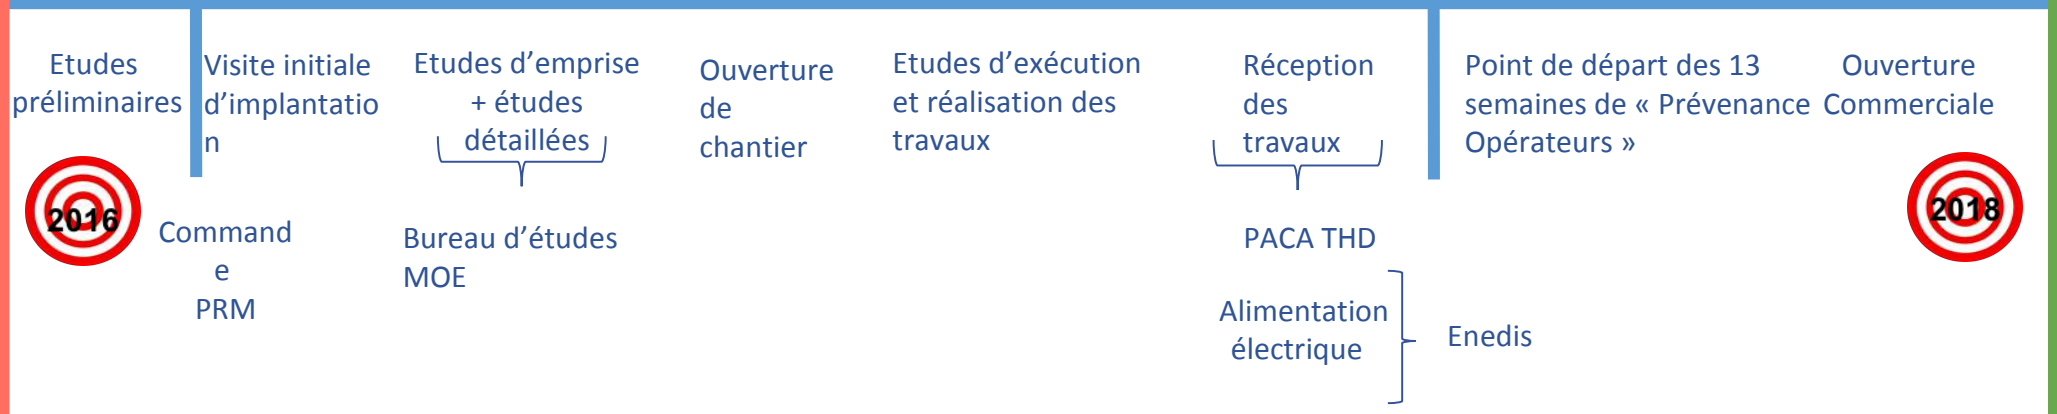 Etudes
préliminaires
2016
Visite initiale
d’implantatio
n
Command
e
PRM
Etudes d’emprise
+ études
détaillées
Bureau d’études
MOE
Ouverture
de
chantier
Etudes d’exécution
et réalisation des
travaux
Réception
des
travaux
PACA THD
Alimentation
électrique
Enedis
Point de départ des 13
semaines de « Prévenance
Opérateurs »
Ouverture
Commerciale
2018